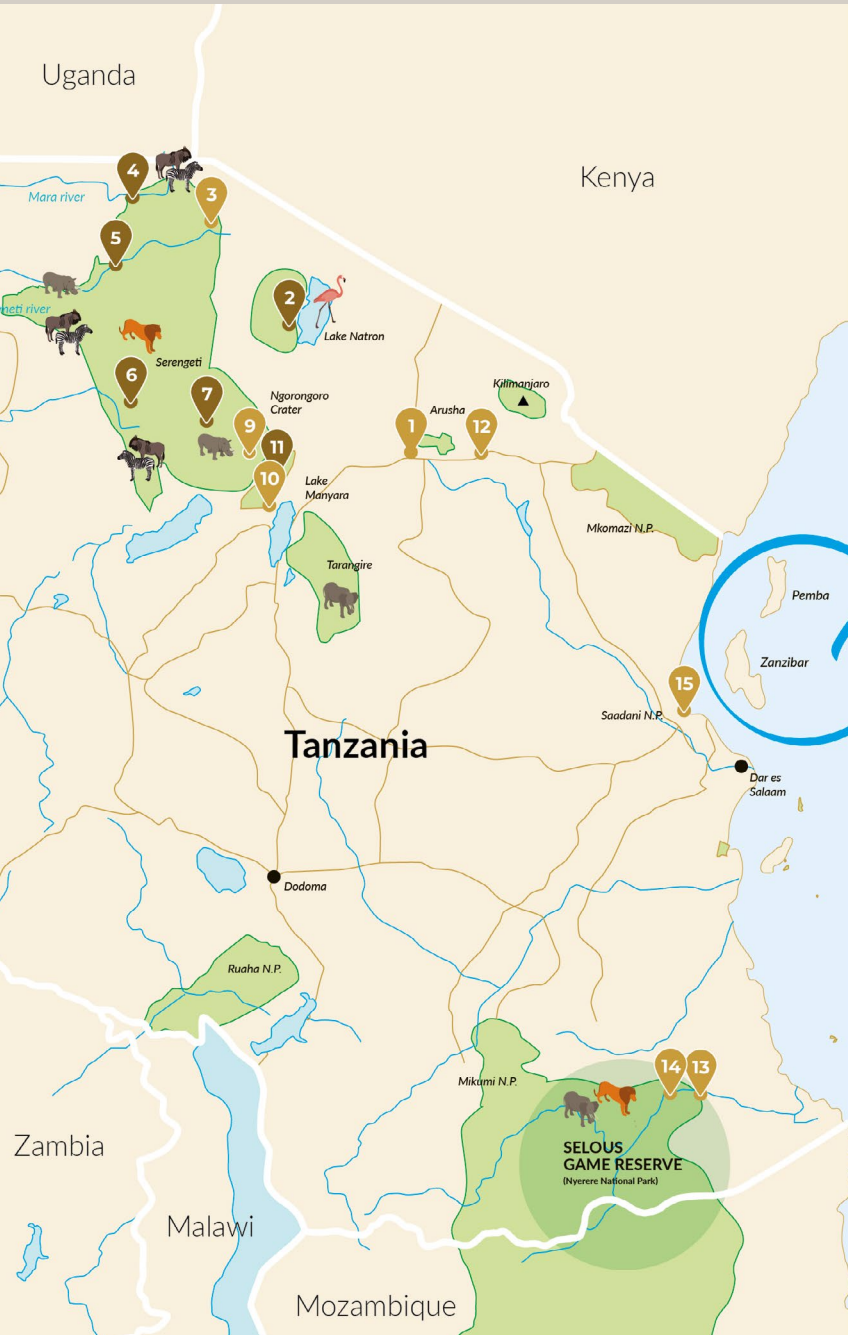 Uganda
Kenya
4
3
Mara river
5
2
neti river
Lake Natron
Serengeti
6
7
Ngorongoro
Crater
Kilimanjaro
Arusha
9
1
12
11
10
Lake
Manyara
Mkomazi N.P.
Tarangire
Pemba
Zanzibar
15
Saadani N.P.
Tanzania
Dar es
Salaam
Dodoma
Ruaha N.P.
14
13
Mikumi N.P.
SELOUS
GAME RESERVE
(Nyerere National Park)
Zambia
Malawi
Mozambique